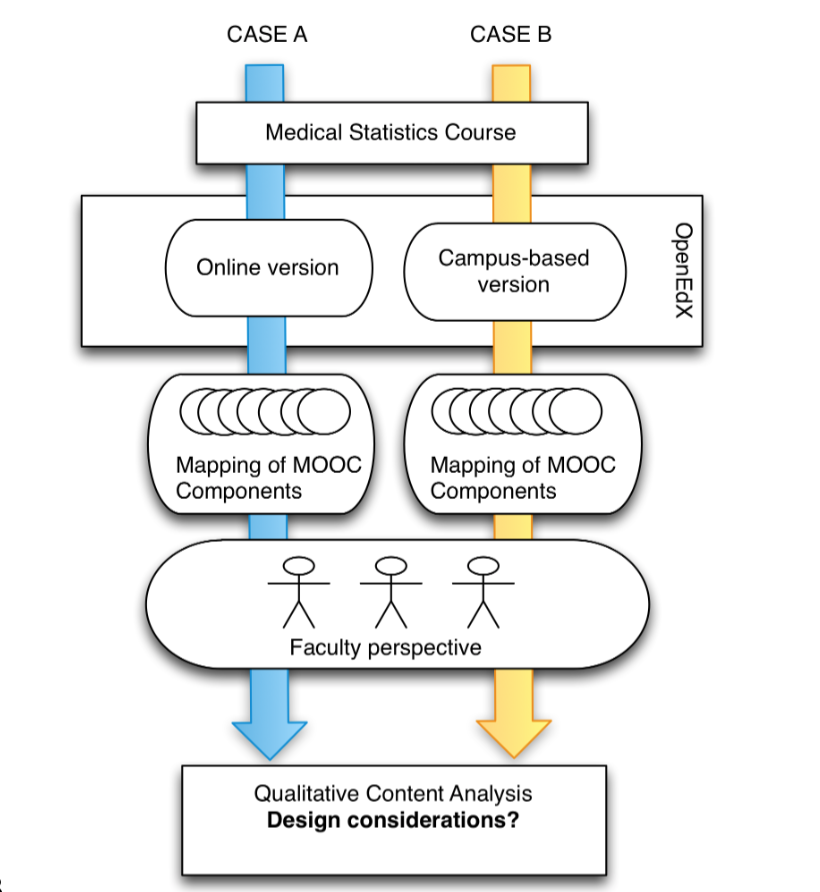 CASE A
CASE B
Medical Statistics Course
Online version
Campus-based
version
OpenEdX
Mapping of MOOC
Components
Mapping of MOOC
Components
Faculty perspective
Qualitative Content Analysis
Design considerations?